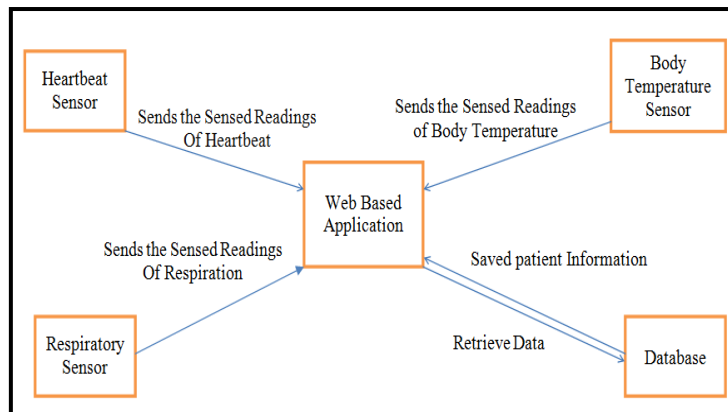 Heartbeat
Sensor
Sends the Sensed Readings
Of Heartbeat
Sends the Sensed Readings
of Body Temperature
Body
Temperature
Sensor
Web Based
Application
Sends the Sensed Readings
Of Respiration
Saved patient Information
Respiratory
Sensor
Retrieve Data
Database